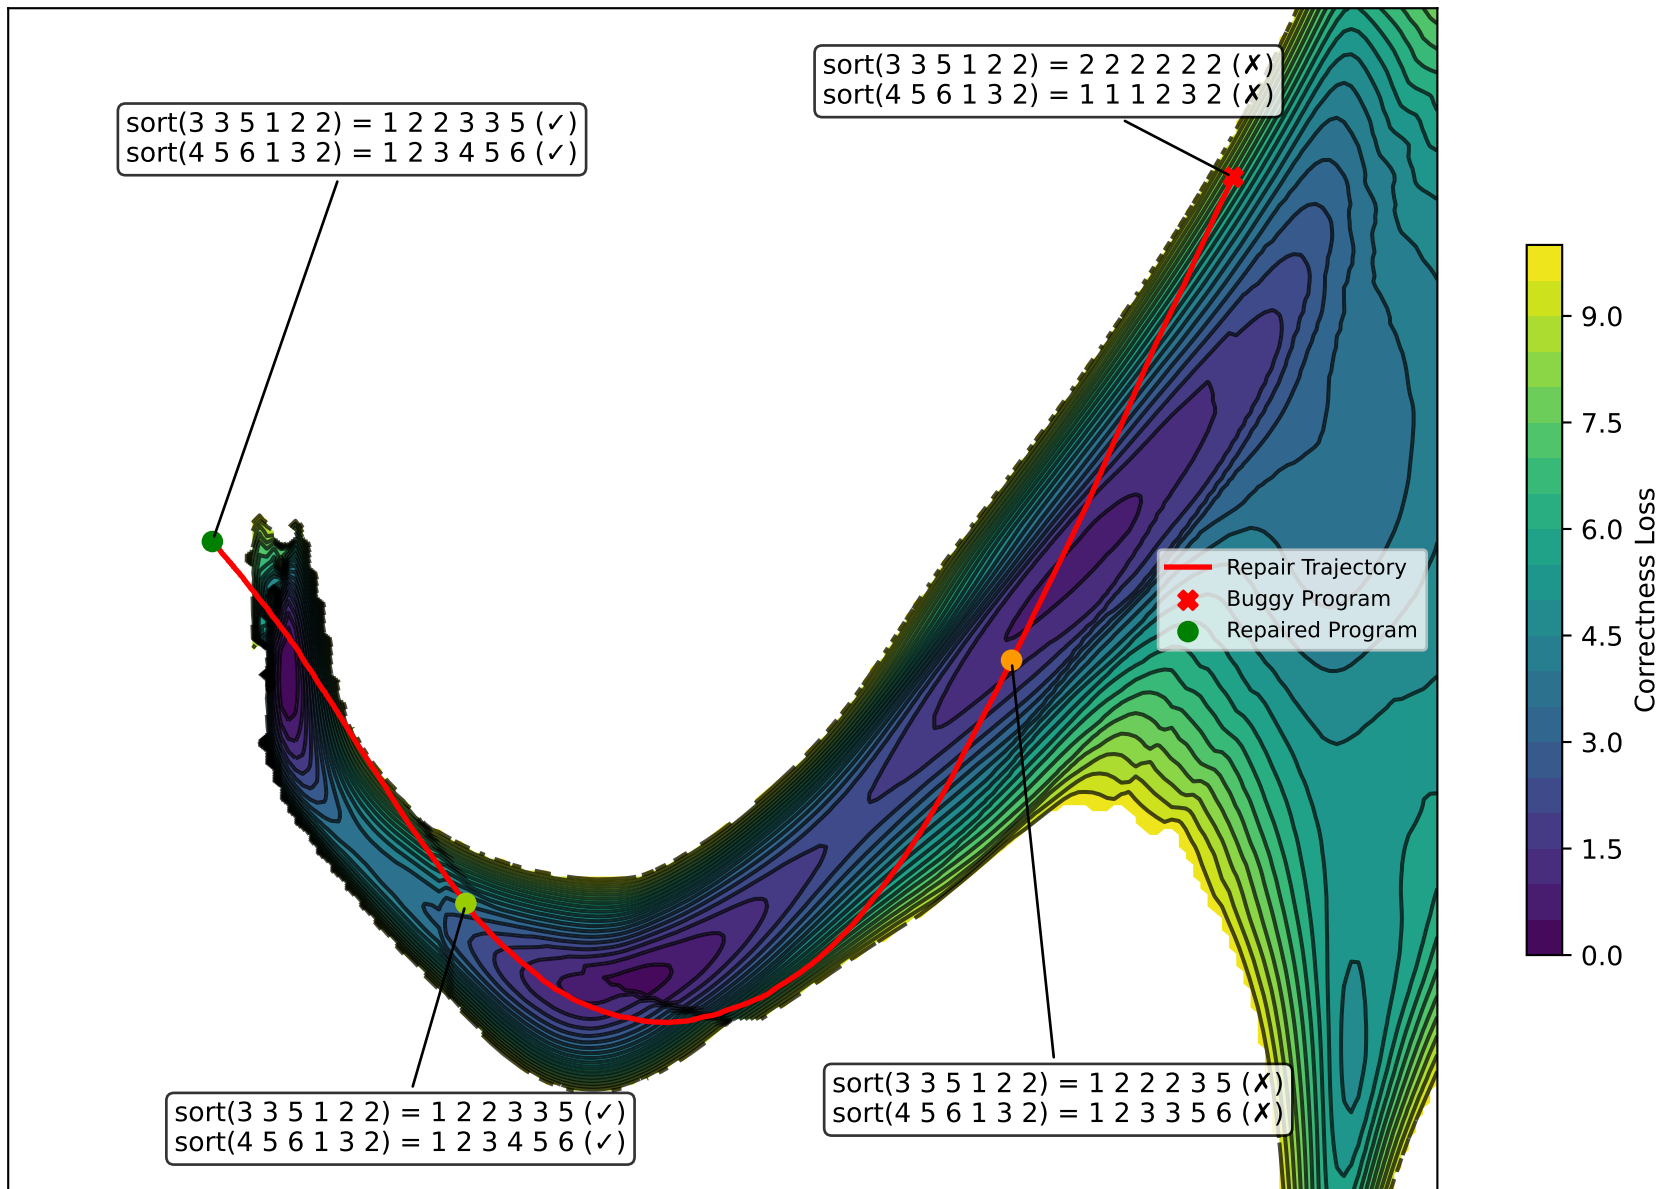 sort(3 3 5 1 2 2) = 2 2 2 2 2 2 (✗)
sort(4 5 6 1 3 2) = 1 1 1 2 3 2 (✗)
sort(3 3 5 1 2 2) = 1 2 2 3 3 5 (✓)
sort(4 5 6 1 3 2) = 1 2 3 4 5 6 (✓)
Repair Trajectory
Buggy Program
Repaired Program
9.0
7.5
6.0
4.5
3.0
1.5
0.0
Correctness Loss
sort(3 3 5 1 2 2) = 1 2 2 2 3 5 (✗)
sort(4 5 6 1 3 2) = 1 2 3 3 5 6 (✗)
sort(3 3 5 1 2 2) = 1 2 2 3 3 5 (✓)
sort(4 5 6 1 3 2) = 1 2 3 4 5 6 (✓)